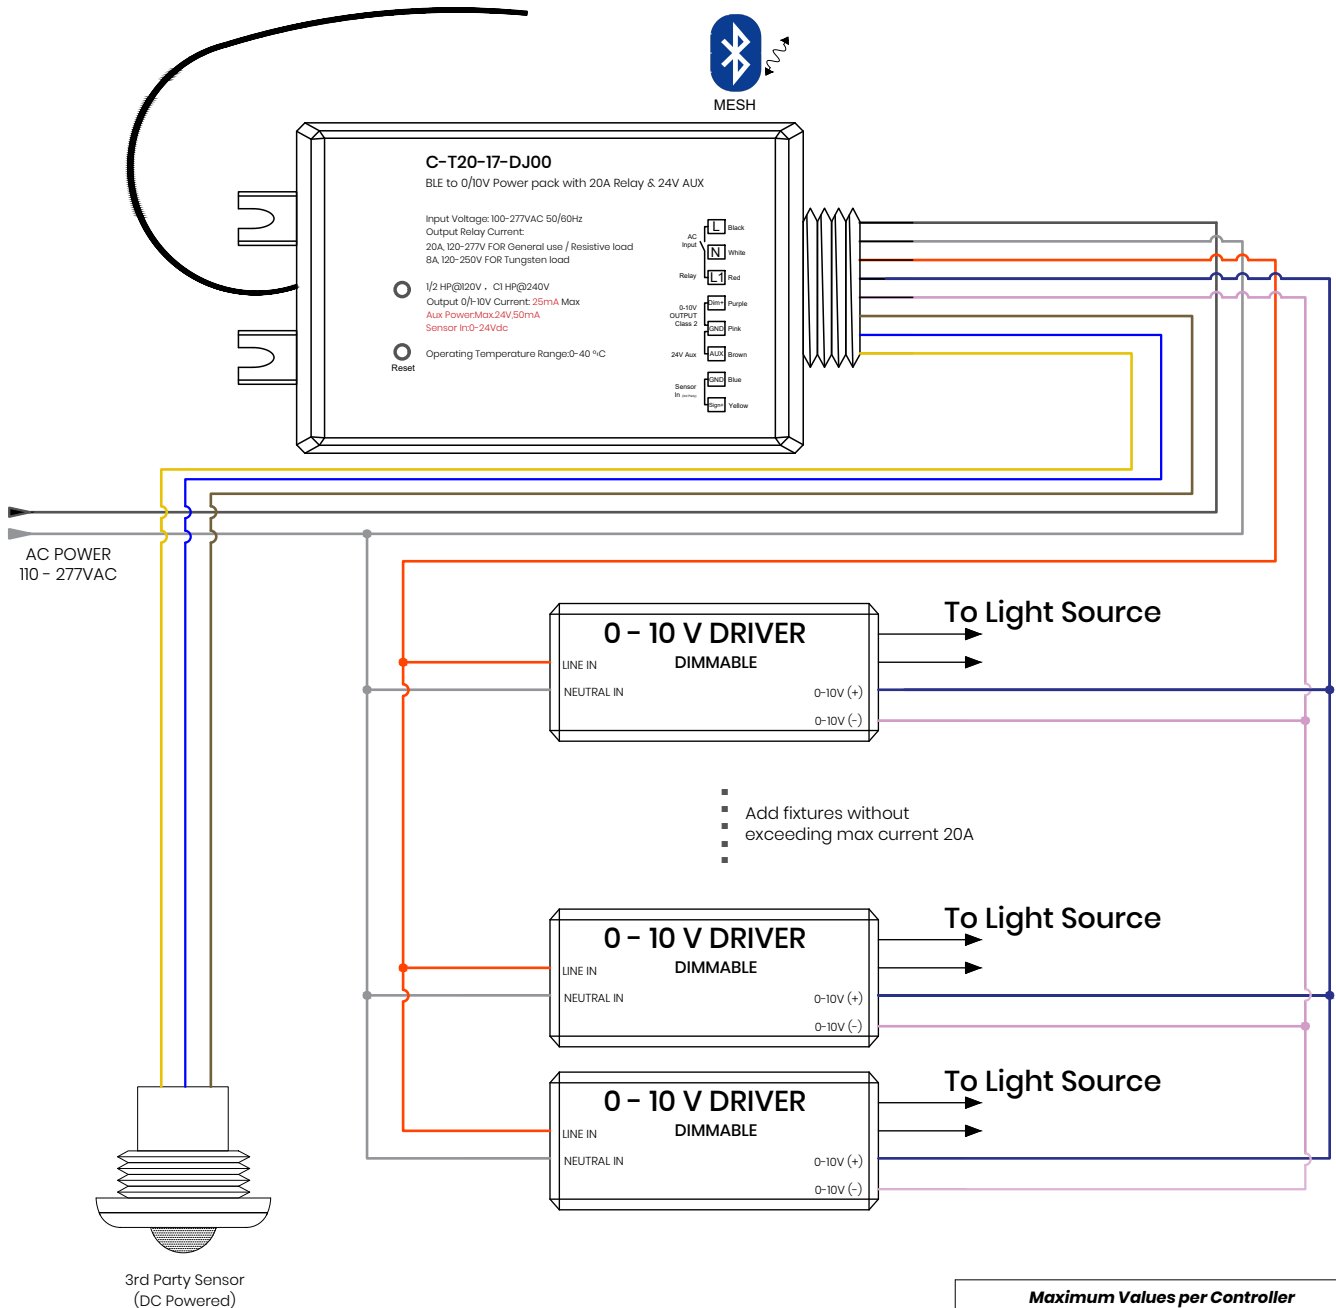 MESH
C-T20-17-DJ00
BLE to 0/10V Power pack with 20A Relay & 24V AUX
Input Voltage: 100-277VAC 50/60Hz
Output Relay Current:
20A, 120-277V FOR General use / Resistive load
8A, 120-250V FOR Tungsten load
1/2 HP@120V , C1 HP@240V
Output 0/1-10V Current: 25mA Max
Aux Power:Max.24V,50mA
Sensor In:0-24Vdc
Operating Temperature Range:0-40 °C
Reset
AC
Input
L Black
N White
Relay
L1 Red
0-10V
OUTPUT
Class 2
Dim+ Purple
GND Pink
24V Aux
AUX Brown
Sensor
In
GND Blue
Sign+ Yellow
AC POWER
110 - 277VAC
0 - 10 V DRIVER
DIMMABLE
LINE IN
NEUTRAL IN
0-10V (+)
0-10V (-)
To Light Source
Add fixtures without
exceeding max current 20A
0 - 10 V DRIVER
DIMMABLE
LINE IN
NEUTRAL IN
0-10V (+)
0-10V (-)
To Light Source
0 - 10 V DRIVER
DIMMABLE
LINE IN
NEUTRAL IN
0-10V (+)
0-10V (-)
To Light Source
3rd Party Sensor
(DC Powered)
Maximum Values per Controller